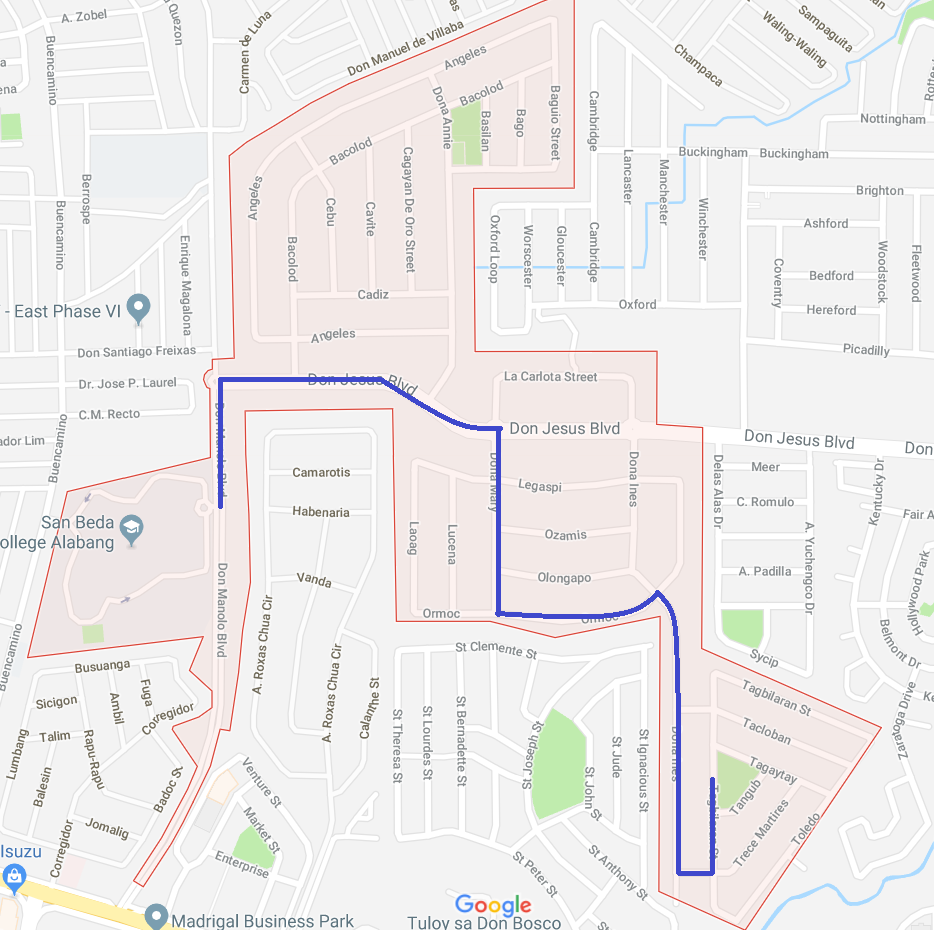 A. Zobel
Quezon
Carmen de Luna
Don Manuel de Villaba
Buencamino
Angeles
Bacolod
Dona Annie
Basilan
Bago
Baguio Street
Cambridge
Champaca
Sampaguita
Waling-Waling
Nottingham
Buckingham
Buckingham
Lancaster
Manchester
Brighton
Berrospe
Buencamino
Angeles
Bacolod
Cebu
Cavite
Cagayan De Oro Street
Bacolod
Winchester
Ashford
Oxford Loop
Worscester
Gloucester
Cambridge
Woodstock
Fleetwood
Enrique Magalona
Bedford
Coventry
Hereford
- East Phase VI
Cadiz
Oxford
Angeles
Picadilly
Don Santiago Freixas
Dr. Jose P. Laurel
Don Jesus Blvd
La Carlota Street
C.M. Recto
Don Manolo Blvd
Don Jesus Blvd
Don Jesus Blvd
Don
ador Lim
Buencamino
Camarotis
Dona Mary
Legaspi
Dona Ines
Delas Alas Dr
Meer
Kentucky Dr
C. Romulo
Habenaria
San Beda
ollege Alabang
Laoag
Lucena
Ozamis
A. Yuchengco Dr
Fair A
Olongapo
A. Padilla
Vanda
Don Manolo Blvd
A. Roxas Chua Cir
Ormoc
Ormoc
Hollywood Park
Belmont Dr
St Clemente St
Sycip
Buencamino
Busuanga
A. Roxas Chua Cir
Calanthe St
Sicigon
Ambil
Fuga
Corregidor
Tagbilaran St
Tacloban
Zaratoga Drive
Lumbang
Talim
Rapu-Rapu
Balesin
Badoc St
St Theresa St
St Lourdes St
St Bernadette St
St Joseph St
St Jude
St Ignacious St
Dona Ines
Tagaytay
Tangub
St John St
Venture St
Market St
Tagbilaran St
Trece Martires
Toledo
Jomalig
Corregidor
Enterprise
St Peter St
St Anthony St
Isuzu
Madrigal Business Park
Google
Tuloy sa Don Bosco